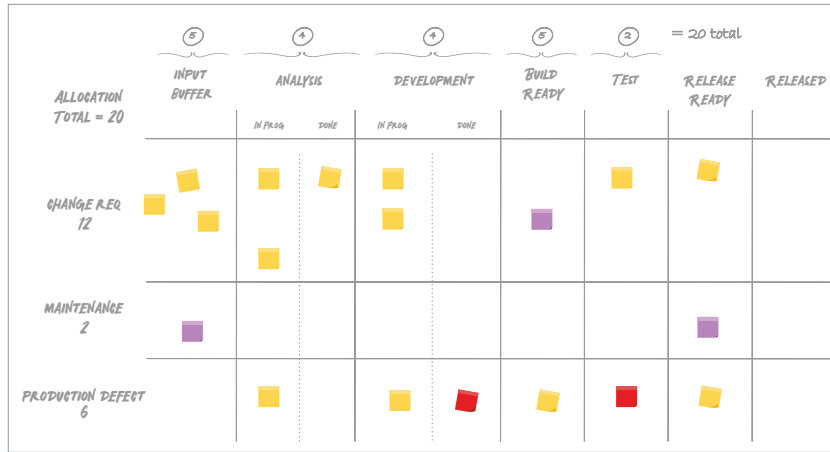 5 4 4 5 2 = 20 total
INPUT BUFFER
ANALYSIS
DEVELOPMENT
BUILD READY
TEST
RELEASE READY
RELEASED
ALLOCATION
TOTAL = 20
IN PROG
DONE
IN PROG
DONE
CHANGE REQ
12
MAINTENANCE
2
PRODUCTION DEFECT
6